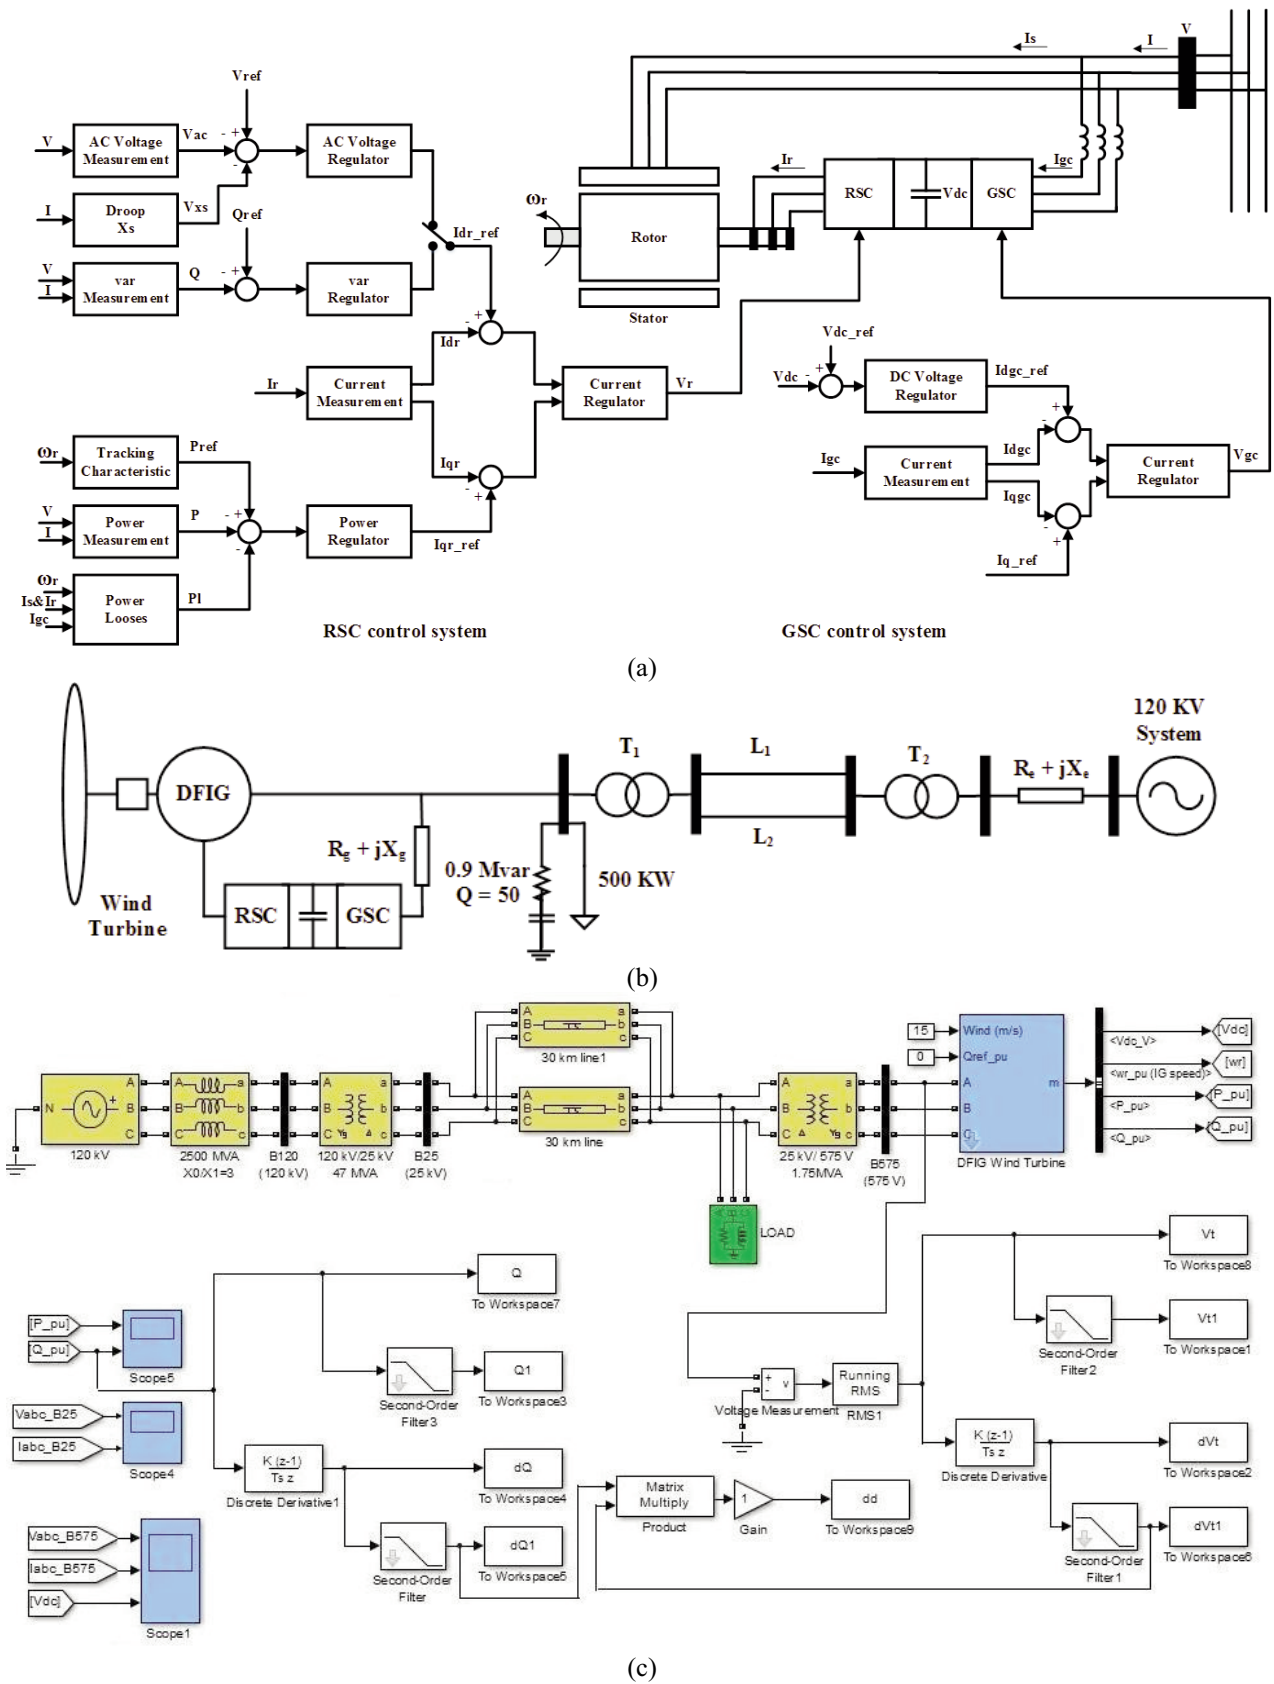 Is
I
V
Vref
V
AC Voltage
Measurement
Vac
- +
-
AC Voltage
Regulator
I
Droop
Xs
Vxs
Qref
Idr_ref
V
I
var
Measurement
Q
- +
var
Regulator
Ir
RSC
Vdc
GSC
Igc
ωr
Rotor
Stator
Ir
Current
Measurement
Idr
- +
Iqr
-
+
Current
Regulator
Vr
ωr
Tracking
Characteristic
Pref
V
I
Power
Measurement
P
- +
-
Power
Regulator
Iqr_ref
ωr
Is&Ir
Igc
Power
Looses
Pl
RSC control system
Vdc_ref
Vdc
- +
DC Voltage
Regulator
Idgc_ref
+
-
Igc
Current
Measurement
Idgc
Iqgc
-
+
Iq_ref
Current
Regulator
Vgc
GSC control system
(a)
Wind
Turbine
DFIG
RSC
GSC
Rg + jXg
0.9 Mvar
Q = 50
500 KW
T1
L1
L2
T2
Re + jXe
120 KV
System
(b)
N
+
A
B
C
120 kV
A
B
C
a
b
c
2500 MVA
X0/X1=3
B120
(120 kV)
A
B
C
a
b
c
Yg
Δ
120 kV/25 kV
47 MVA
B25
(25 kV)
A
B
C
a
b
c
30 km line1
A
B
C
a
b
c
30 km line
A
B
C
LOAD
A
B
C
a
b
c
Δ
Yg
25 kV/ 575 V
1.75MVA
B575
(575 V)
15
0
Wind (m/s)
Qref_pu
A
B
C
m
DFIG Wind Turbine
<Vdc_V>
<wr_pu (IG speed)>
<P_pu>
<Q_pu>
[Vdc]
[wr]
[P_pu]
[Q_pu]
[P_pu]
[Q_pu]
Scope5
Vabc_B25
Iabc_B25
Scope4
Vabc_B575
Iabc_B575
[Vdc]
Scope1
Q
To Workspace7
Second-Order
Filter3
Q1
To Workspace3
K (z-1)
Ts z
Discrete Derivative1
dQ
To Workspace4
Second-Order
Filter
dQ1
To Workspace5
Matrix
Multiply
Product
1
Gain
dd
To Workspace9
+
-
v
Voltage Measurement
Running
RMS
RMS1
Vt
To Workspace8
Second-Order
Filter2
Vt1
To Workspace1
K (z-1)
Ts z
Discrete Derivative
dVt
To Workspace2
Second-Order
Filter1
dVt1
To Workspace6
(c)